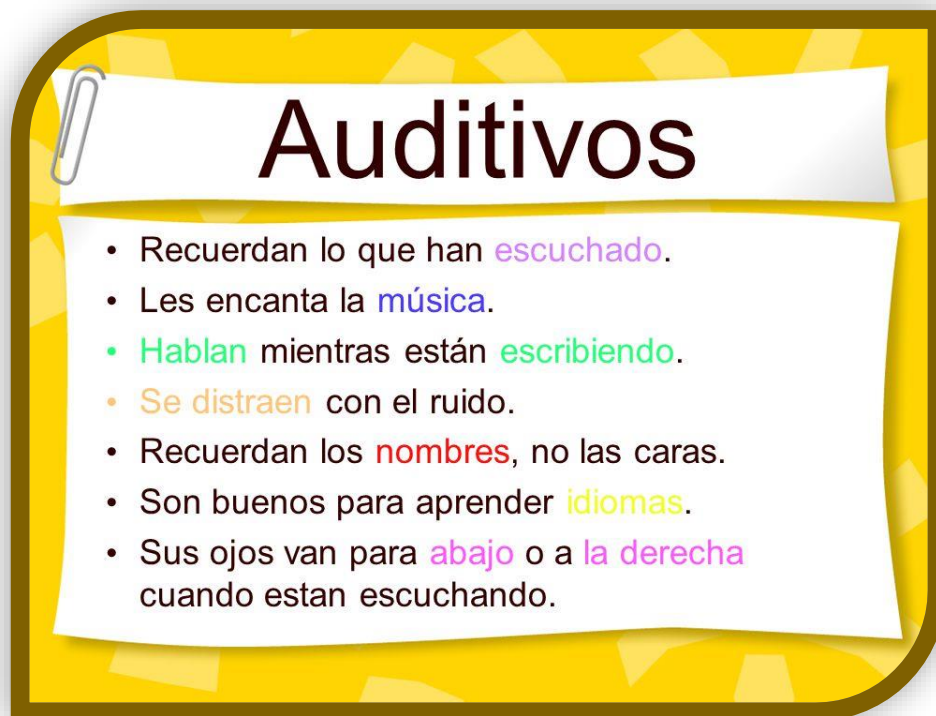 Auditivos
• Recuerdan lo que han escuchado.
• Les encanta la música.
• Hablan mientras están escribiendo.
• Se distraen con el ruido.
• Recuerdan los nombres, no las caras.
• Son buenos para aprender idiomas.
• Sus ojos van para abajo o a la derecha
cuando estan escuchando.